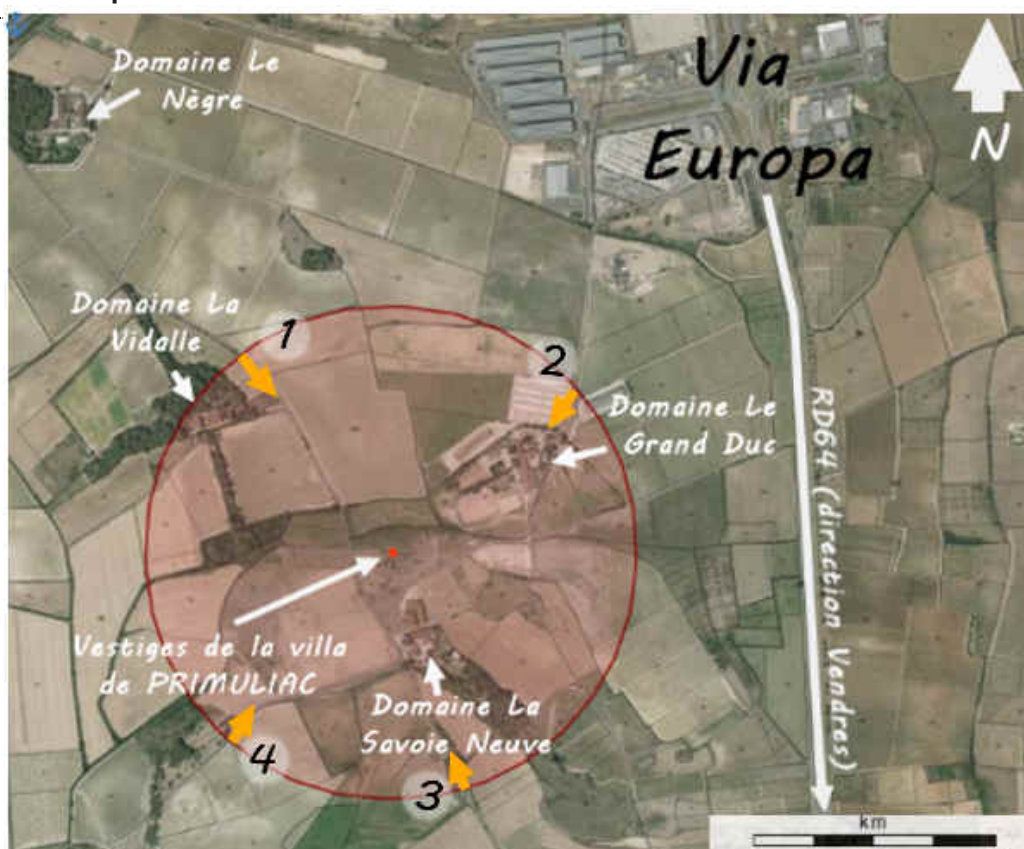 Domaine Le
Nègre
Via
Europa
N
Domaine La
Vidalle
1
2
Domaine Le
Grand Duc
RD64 (direction Vendres)
Vestiges de la villa
de PRIMULIAC
Domaine La
Savoie Neuve
4
3
km